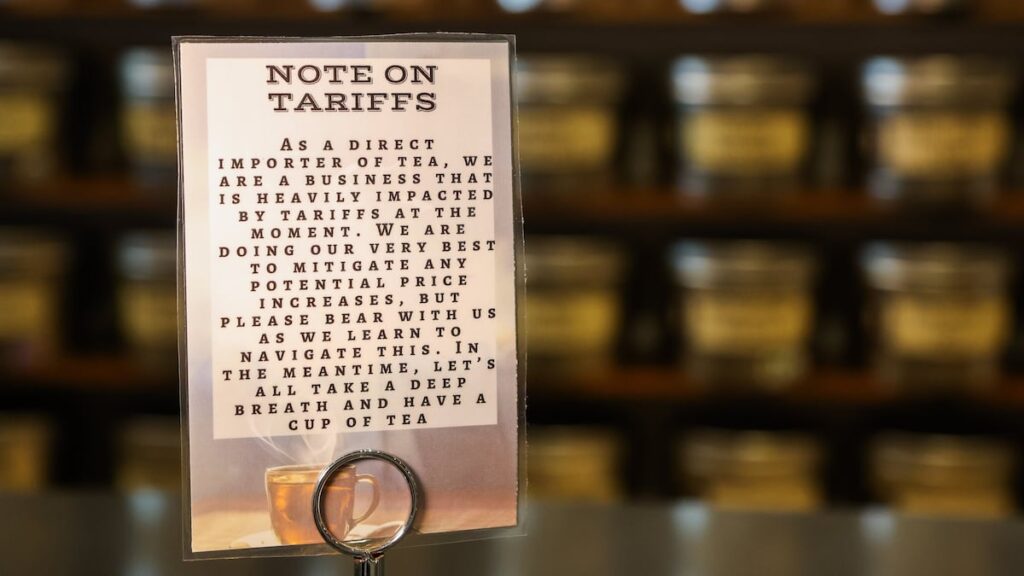 NOTE ON
TARIFFS
AS A DIRECT
IMPORTER OF TEA, WE
ARE A BUSINESS THAT
IS HEAVILY IMPACTED
BY TARIFFS AT THE
MOMENT. WE ARE
DOING OUR VERY BEST
TO MITIGATE ANY
POTENTIAL PRICE
INCREASES, BUT
PLEASE BEAR WITH US
AS WE LEARN TO
NAVIGATE THIS. IN
THE MEANTIME, LET'S
ALL TAKE A DEEP
BREATH AND HAVE A
CUP OF TEA